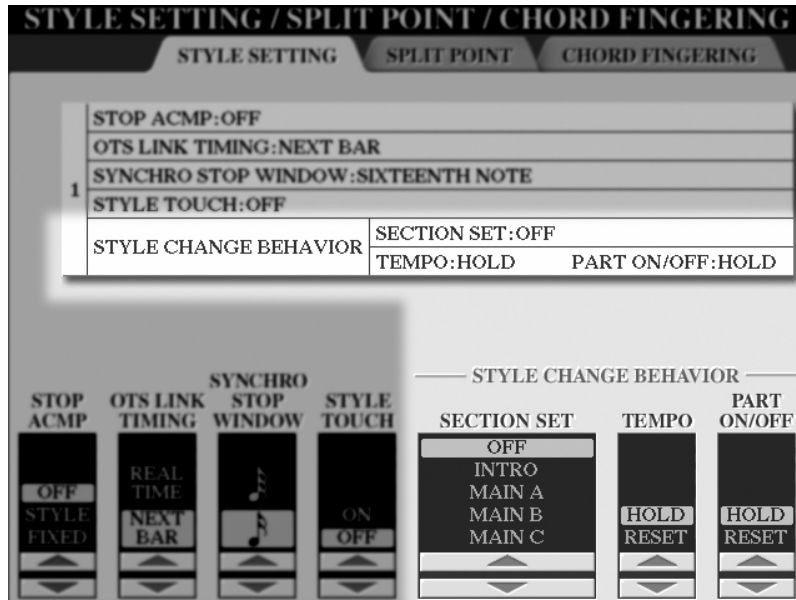 STYLE SETTING / SPLIT POINT / CHORD FINGERING
STYLE SETTING SPLIT POINT CHORD FINGERING
STOP ACMP:OFF
OTS LINK TIMING:NEXT BAR
SYNCHRO STOP WINDOW:SIXTEENTH NOTE
1
STYLE TOUCH:OFF
STYLE CHANGE BEHAVIOR
SECTION SET:OFF
TEMPO:HOLD PART ON/OFF:HOLD
STOP ACMP
OFF
STYLE
FIXED
OTS LINK TIMING
REAL TIME
NEXT BAR
SYNCHRO STOP WINDOW
STYLE TOUCH
ON
OFF
STYLE CHANGE BEHAVIOR
SECTION SET
OFF
INTRO
MAIN A
MAIN B
MAIN C
TEMPO
HOLD
RESET
PART ON/OFF
HOLD
RESET